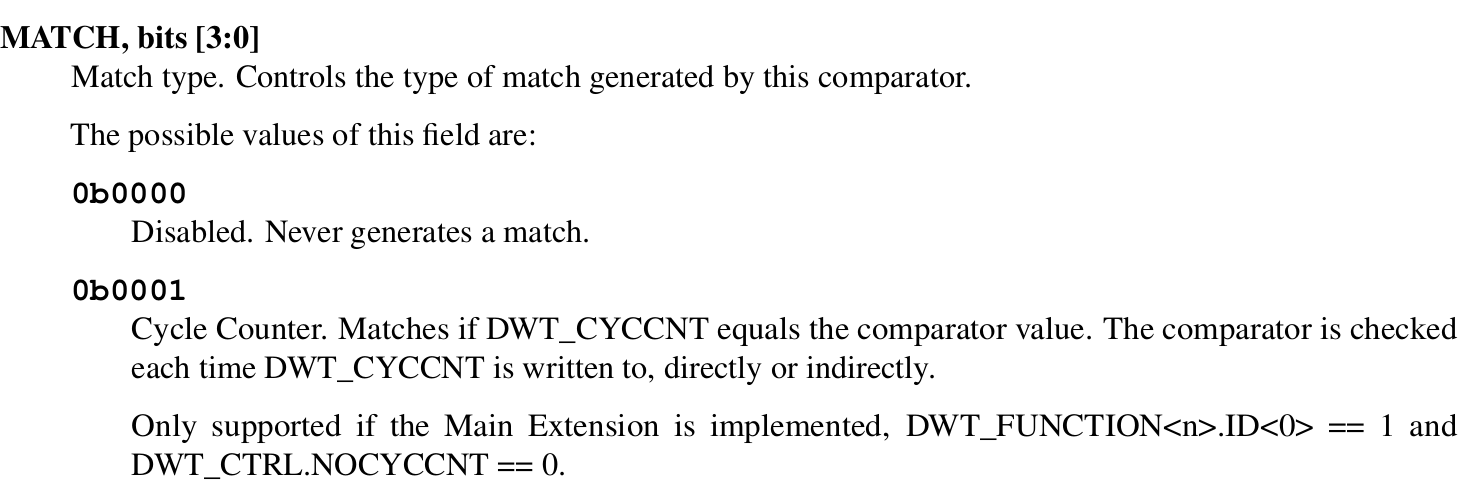 MATCH, bits [3:0]
Match type. Controls the type of match generated by this comparator.
The possible values of this field are:
0b0000
Disabled. Never generates a match.
0b0001
Cycle Counter. Matches if DWT_CYCCNT equals the comparator value. The comparator is checked
each time DWT_CYCCNT is written to, directly or indirectly.
Only supported if the Main Extension is implemented, DWT_FUNCTION<n>.ID<0> == 1 and
DWT_CTRL.NOCYCCNT == 0.